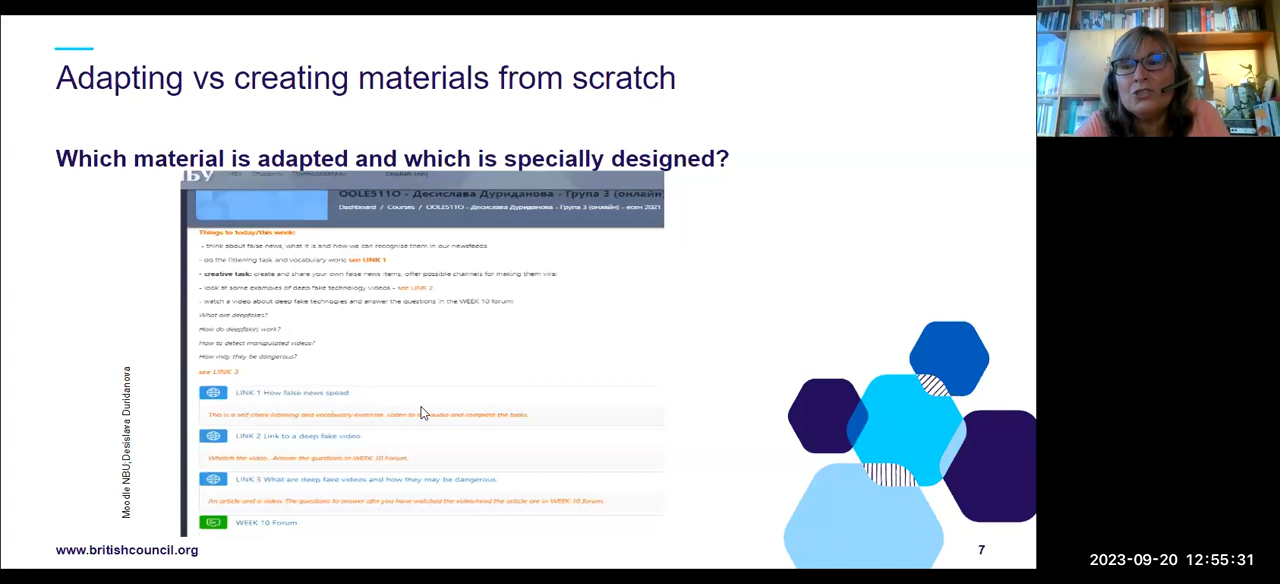 Adapting vs creating materials from scratch
Which material is adapted and which is specially designed?
НБУ
English (en)
OOLE511O - Десислава Дуриданова - Група 3 (онлайн)
Dashboard / Courses / OOLE511O - Десислава Дуриданова - Група 3 (онлайн) - есен 2021
Things to today/this week:
- think about false news, what it is and how we can recognise them in our newsfeeds
- do the listening task and vocabulary work see LINK 1
- creative task: create and share your own false news items, offer possible channels for making them viral
- look at some examples of deep fake technology videos - see LINK 2
- watch a video about deep fake technogies and answer the questions in the WEEK 10 forum:
What are deepfakes?
How do deepfakes work?
How to detect manipulated videos?
How may they be dangerous?
see LINK 3
LINK 1 How false news spead
This is a self check listening and vocabulary exercise. Listen to audio and complete the tasks.
LINK 2 Link to a deep fake video
Whatch the video. Answer the questions in WEEK 10 Forum.
LINK 3 What are deep fake videos and how they may be dangerous.
An article and a video. The questions to answer after you have watched the the article are in WEEK 10 forum.
WEEK 10 Forum
Moodle NBU;Desislava Duridanova
www.britishcouncil.org
7
2023-09-20 12:55:31